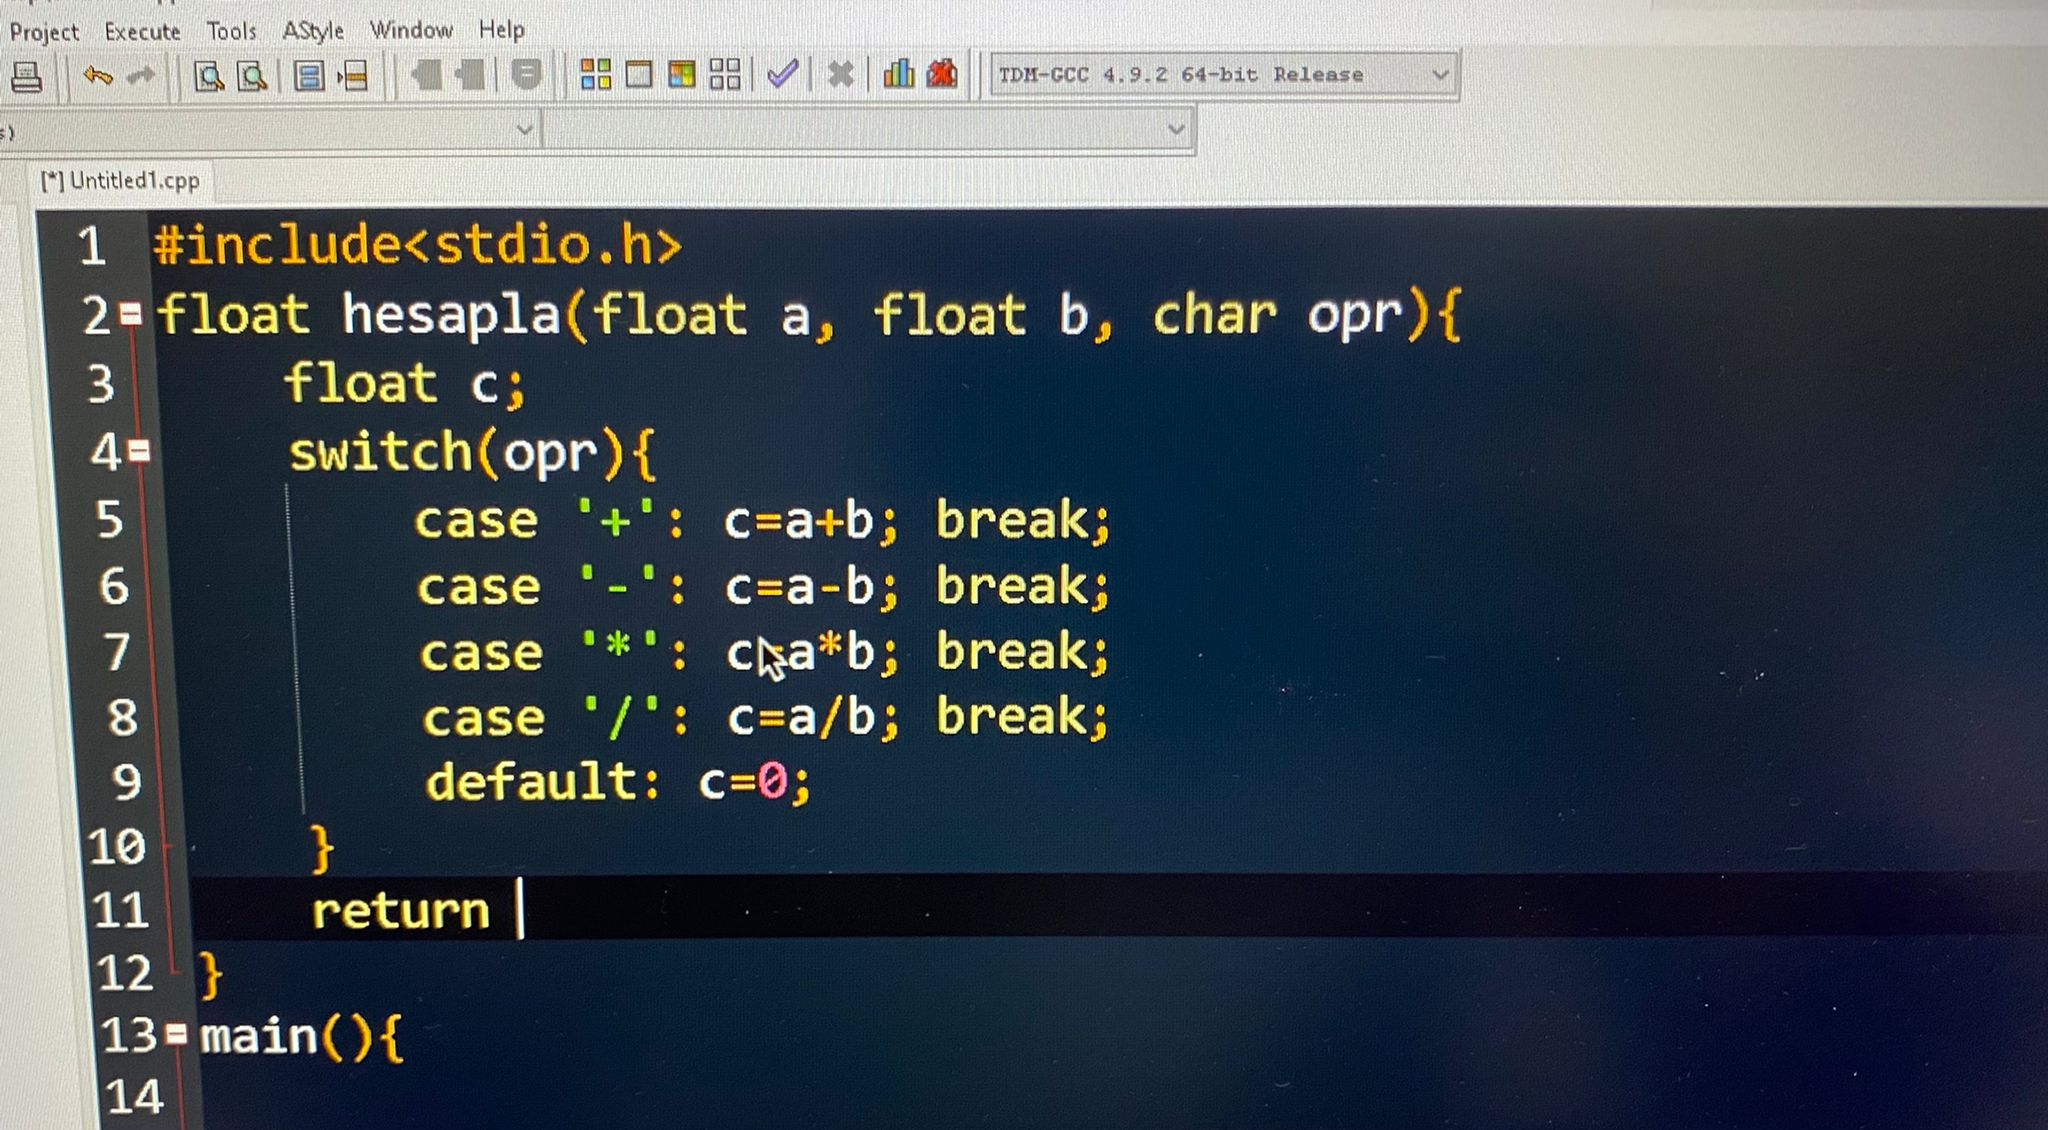 Project Execute Tools AStyle Window Help
TDM-GCC 4.9.2 64-bit Release
s)
[*] Untitled1.cpp
1 #include<stdio.h>
2 float hesapla(float a, float b, char opr){
3 float c;
4 switch(opr){
5 case '+': c=a+b; break;
6 case '-': c=a-b; break;
7 case '*': c=a*b; break;
8 case '/': c=a/b; break;
9 default: c=0;
10 }
11 return
12 }
13 main(){
14